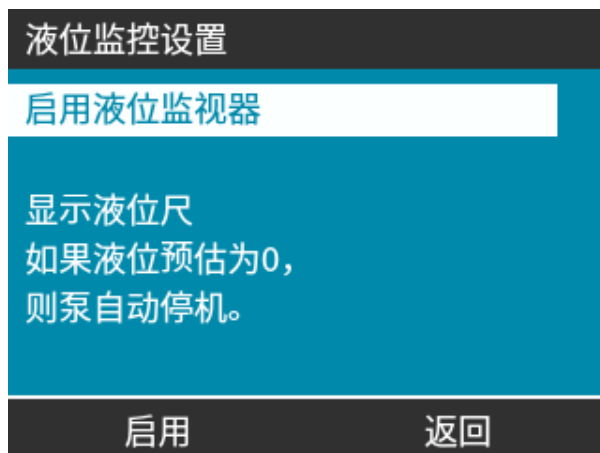 液位监控设置
启用液位监视器
显示液位尺
如果液位预估为0，
则泵自动停机。
启用
返回